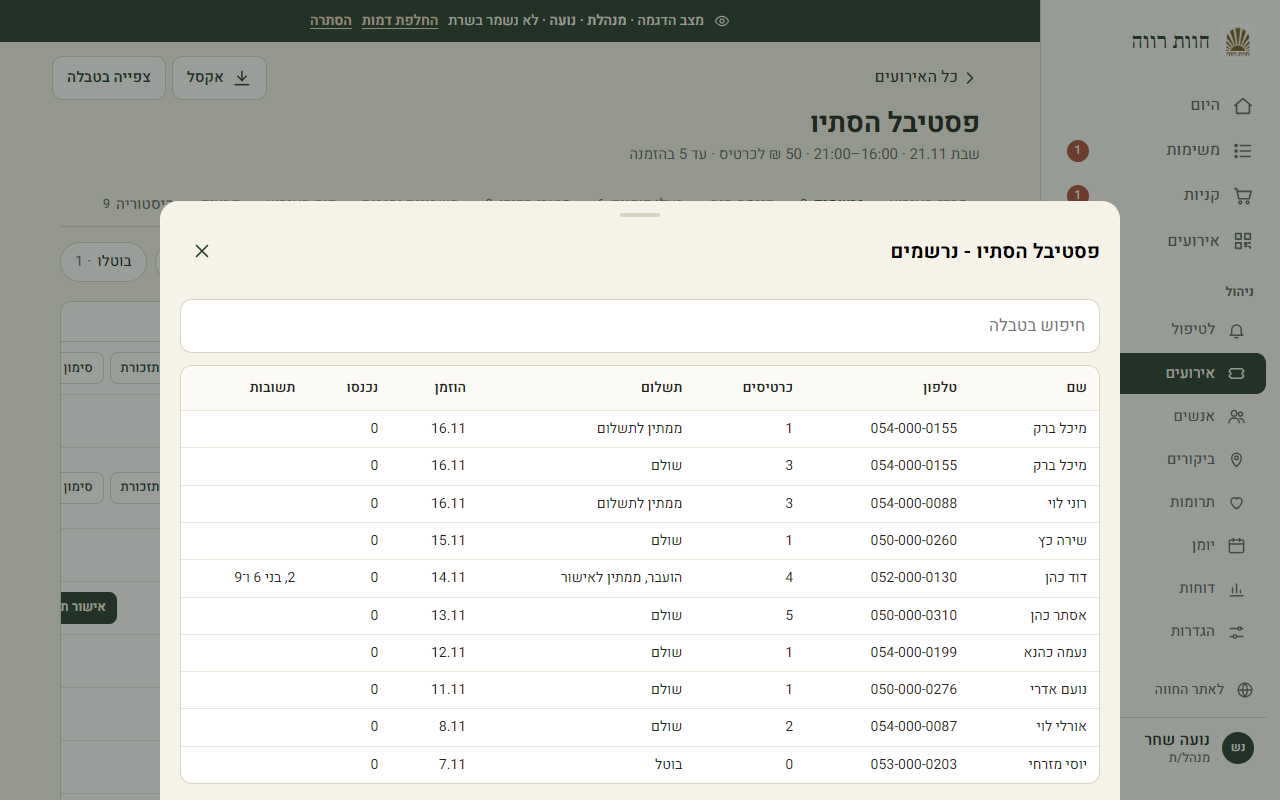 מצב הדגמה · מנהלת · נועה · לא נשמר בשרת החלפת דמות הסתרה
חוות רווה
היום
משימות 1
קניות 1
אירועים
ניהול
לטיפול
אירועים
אנשים
ביקורים
תרומות
יומן
דוחות
הגדרות
לאתר החווה
נועה שחר
מנהל/ת
נש
כל האירועים
אקסל
צפייה בטבלה
פסטיבל הסתיו
שבת 21.11 · 16:00–21:00 · 50 ₪ לכרטיס · עד 5 בהזמנה
היסטוריה 9
בוטלו · 1
תזכורת סימון
תזכורת סימון
אישור
פסטיבל הסתיו - נרשמים
חיפוש בטבלה
שם טלפון כרטיסים תשלום הוזמן נכנסו תשובות
מיכל ברק 054-000-0155 1 ממתין לתשלום 16.11 0
מיכל ברק 054-000-0155 3 שולם 16.11 0
רוני לוי 054-000-0088 3 ממתין לתשלום 16.11 0
שירה כץ 050-000-0260 1 שולם 15.11 0
דוד כהן 052-000-0130 4 הועבר, ממתין לאישור 14.11 0 2, בני 6 ו־9
אסתר כהן 050-000-0310 5 שולם 13.11 0
נעמה כהנא 054-000-0199 1 שולם 12.11 0
נועם אדרי 050-000-0276 1 שולם 11.11 0
אורלי לוי 054-000-0087 2 שולם 8.11 0
יוסי מזרחי 053-000-0203 0 בוטל 7.11 0